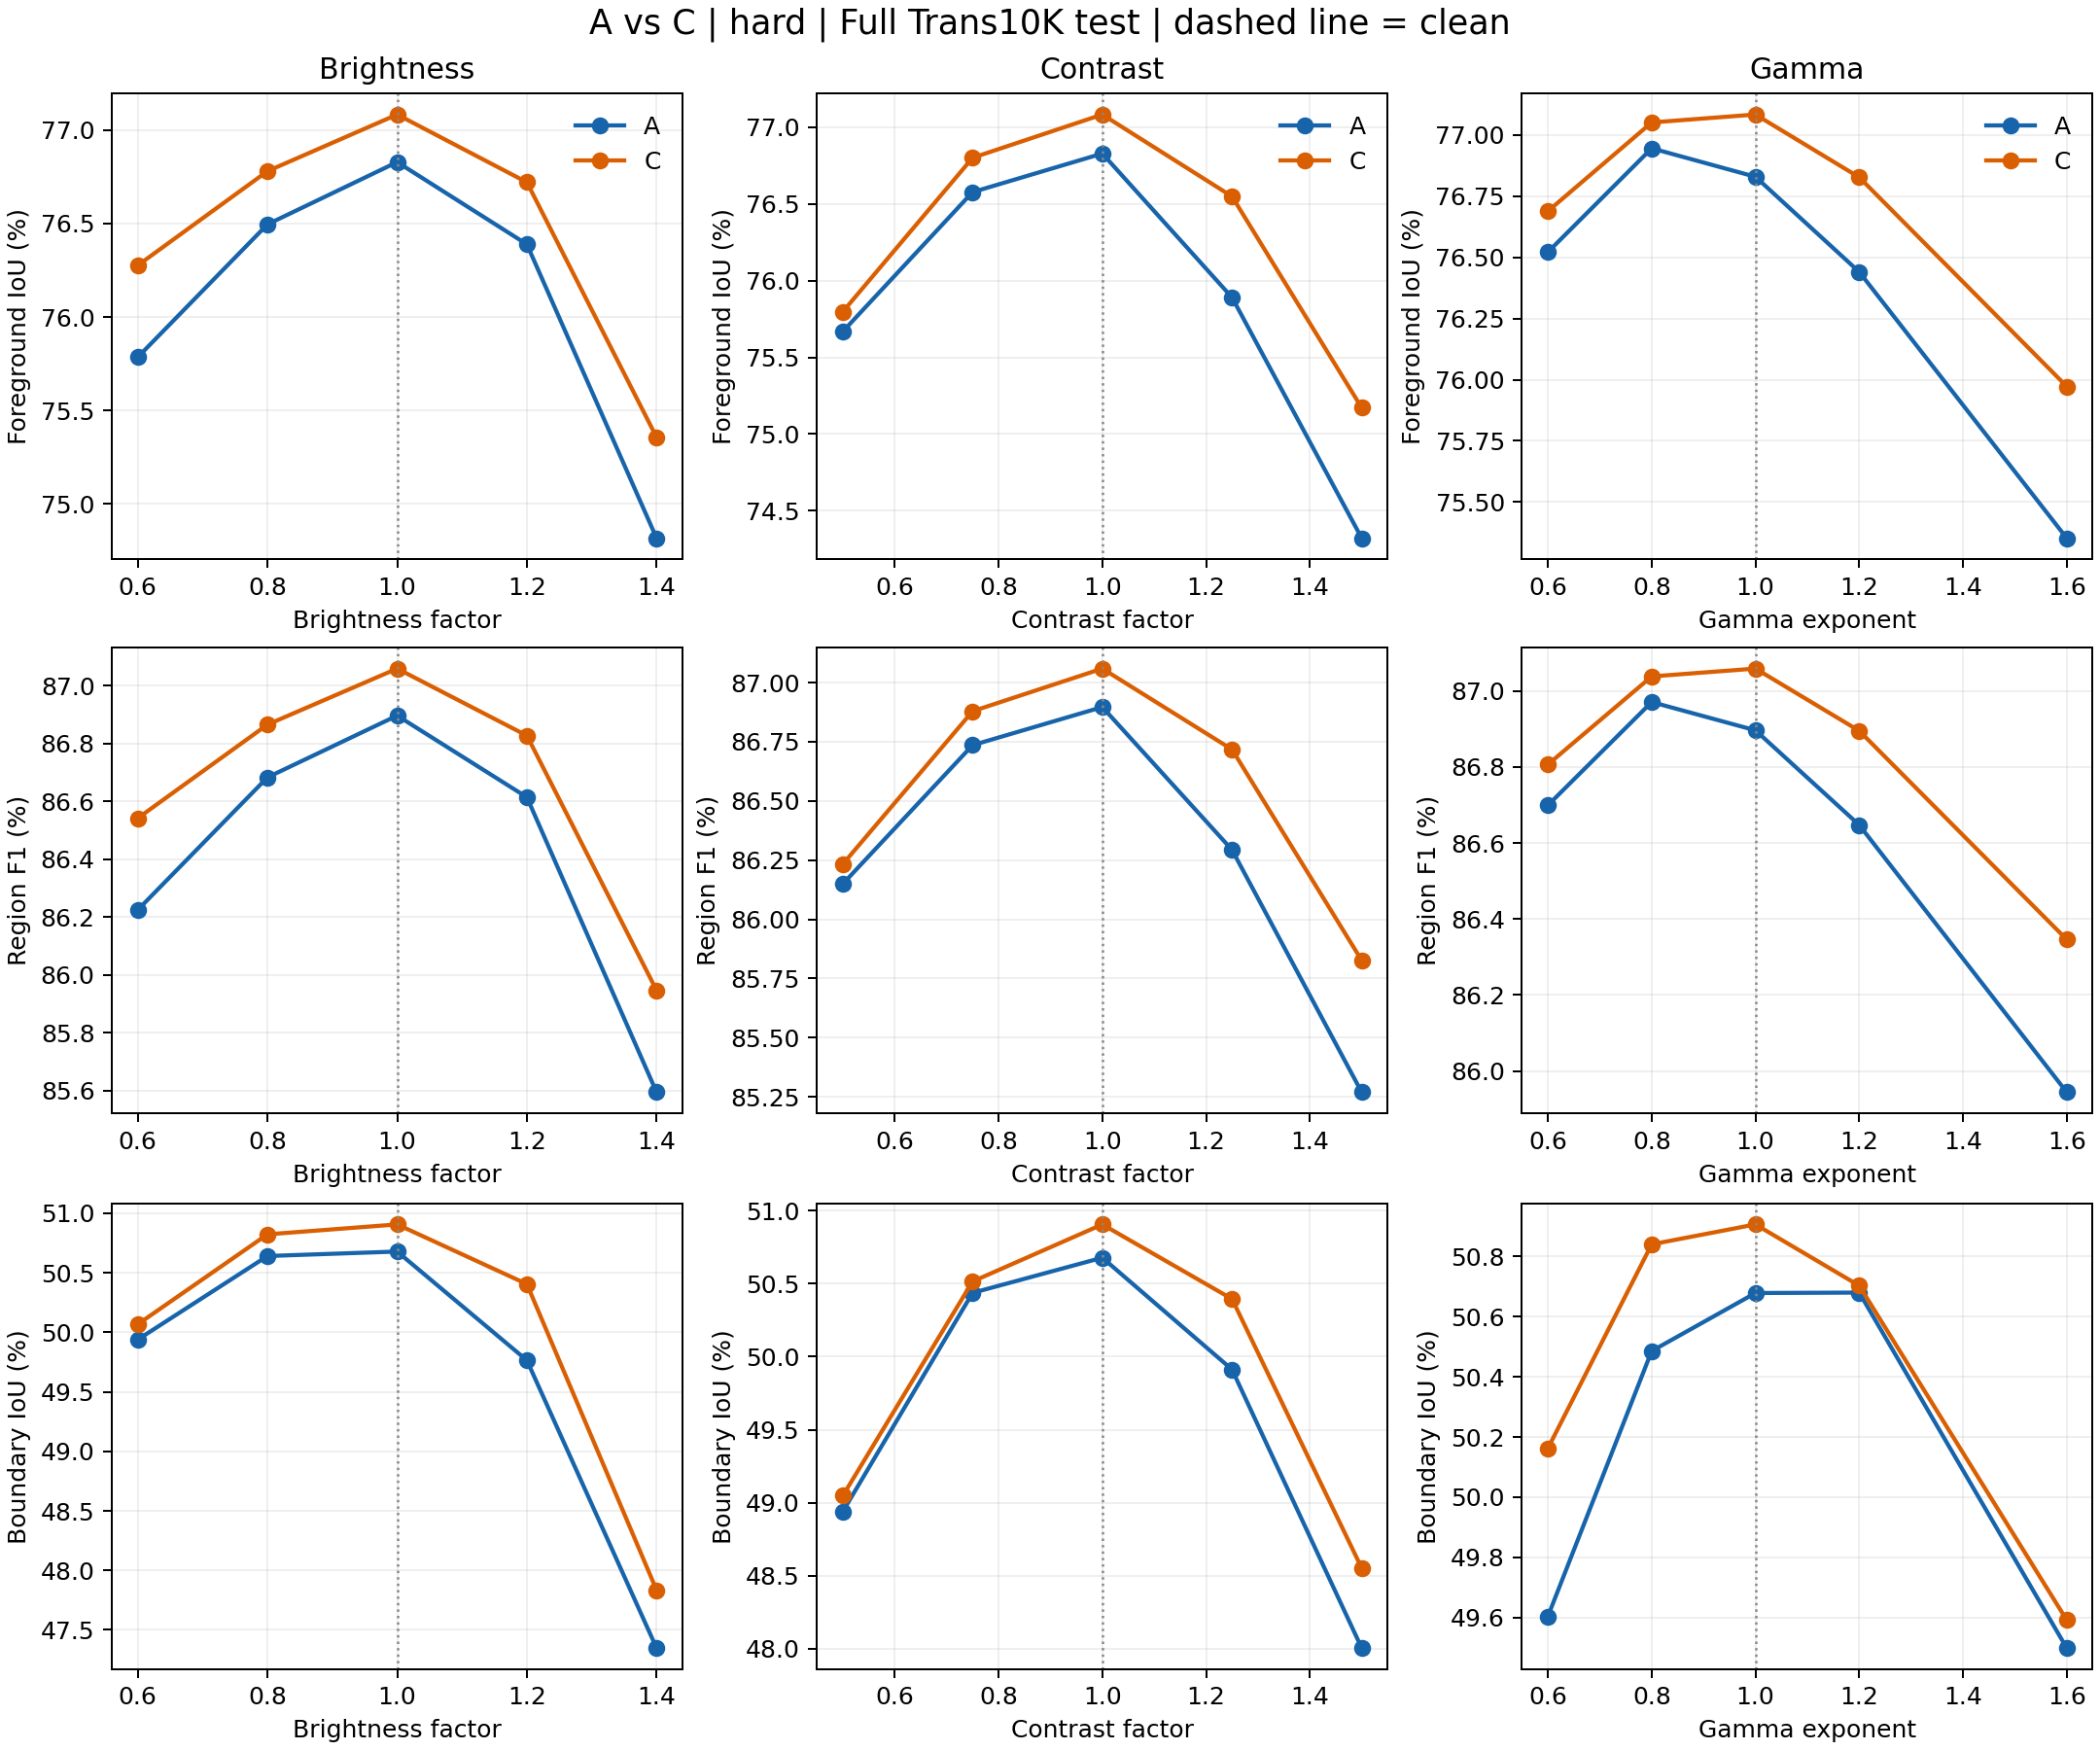 A vs C | hard | Full Trans10K test | dashed line = clean
Brightness
Contrast
Gamma
Foreground IoU (%)
77.0
76.5
76.0
75.5
75.0
A
C
0.6 0.8 1.0 1.2 1.4
Brightness factor
Foreground IoU (%)
77.0
76.5
76.0
75.5
75.0
74.5
A
C
0.6 0.8 1.0 1.2 1.4
Contrast factor
Foreground IoU (%)
77.00
76.75
76.50
76.25
76.00
75.75
75.50
A
C
0.6 0.8 1.0 1.2 1.4 1.6
Gamma exponent
Region F1 (%)
87.0
86.8
86.6
86.4
86.2
86.0
85.8
85.6
0.6 0.8 1.0 1.2 1.4
Brightness factor
Region F1 (%)
87.00
86.75
86.50
86.25
86.00
85.75
85.50
85.25
0.6 0.8 1.0 1.2 1.4
Contrast factor
Region F1 (%)
87.0
86.8
86.6
86.4
86.2
86.0
0.6 0.8 1.0 1.2 1.4 1.6
Gamma exponent
Boundary IoU (%)
51.0
50.5
50.0
49.5
49.0
48.5
48.0
47.5
0.6 0.8 1.0 1.2 1.4
Brightness factor
Boundary IoU (%)
51.0
50.5
50.0
49.5
49.0
48.5
48.0
0.6 0.8 1.0 1.2 1.4
Contrast factor
Boundary IoU (%)
50.8
50.6
50.4
50.2
50.0
49.8
49.6
0.6 0.8 1.0 1.2 1.4 1.6
Gamma exponent